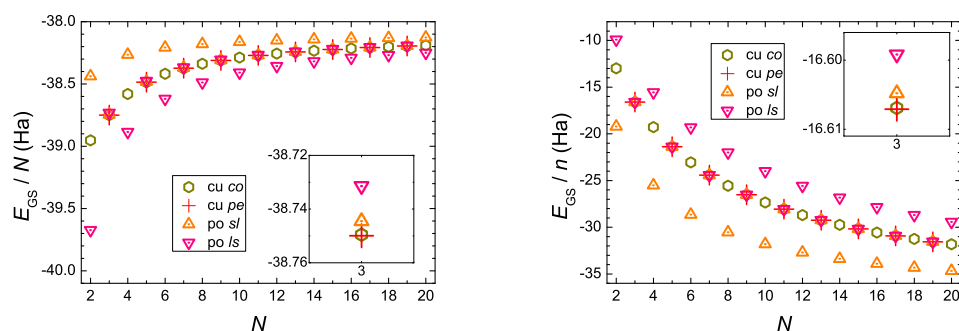 -38.0
-38.5
-39.0
-39.5
-40.0
E_GS / N (Ha)
cu co
cu pe
po sl
po ls
-38.72
-38.74
-38.76
3
2 4 6 8 10 12 14 16 18 20
N
-10
-15
-20
-25
-30
-35
E_GS / n (Ha)
cu co
cu pe
po sl
po ls
-16.60
-16.61
3
2 4 6 8 10 12 14 16 18 20
N